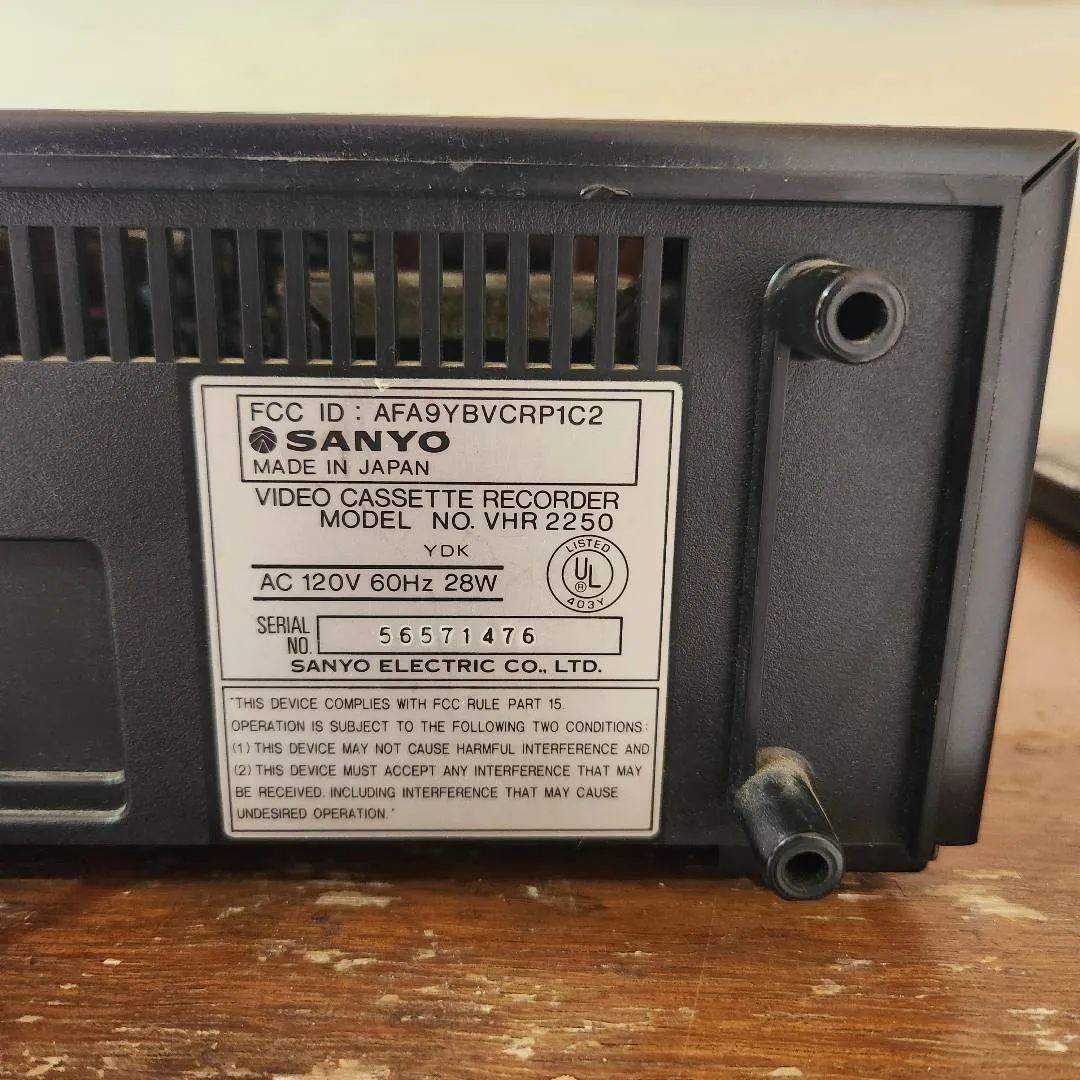 FCC ID : AFA9YBVCRP1C2
SANYO
MADE IN JAPAN
VIDEO CASSETTE RECORDER
MODEL NO. VHR 2250
YDK
AC 120V 60Hz 28W
LISTED
UL
®
403Y
SERIAL NO. 56571476
SANYO ELECTRIC CO., LTD.
"THIS DEVICE COMPLIES WITH FCC RULE PART 15.
OPERATION IS SUBJECT TO THE FOLLOWING TWO CONDITIONS:
(1) THIS DEVICE MAY NOT CAUSE HARMFUL INTERFERENCE AND
(2) THIS DEVICE MUST ACCEPT ANY INTERFERENCE THAT MAY
BE RECEIVED, INCLUDING INTERFERENCE THAT MAY CAUSE
UNDESIRED OPERATION."